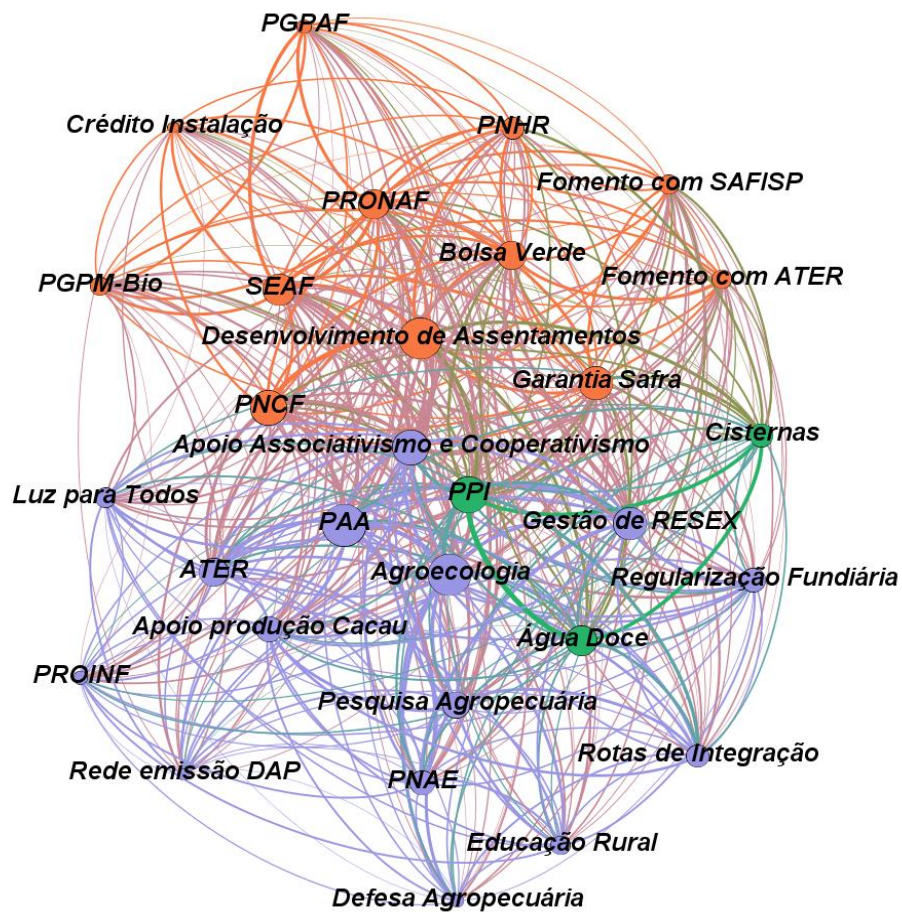 PGPAF
Crédito Instalação
PNHR
Fomento com SAFISP
PRONAF
Bolsa Verde
PGPM-Bio
SEAF
Fomento com ATER
Desenvolvimento de Assentamentos
Garantia Safra
PNCF
Cisternas
Apoio Associativismo e Cooperativismo
Luz para Todos
PPI
PAA
Gestão de RESEX
ATER
Agroecologia
Regularização Fundiária
Apoio produção Cacau
Água Doce
PROINF
Pesquisa Agropecuária
Rotas de Integração
Rede emissão DAP
PNAE
Educação Rural
Defesa Agropecuária